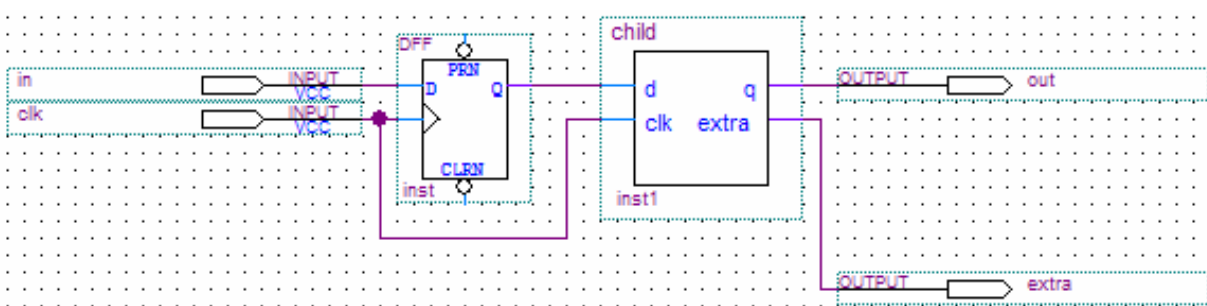 in
INPUT
VCC
clk
INPUT
VCC
DFF
PRN
D
Q
CLRN
inst
child
d
q
clk
extra
inst1
OUTPUT
out
OUTPUT
extra